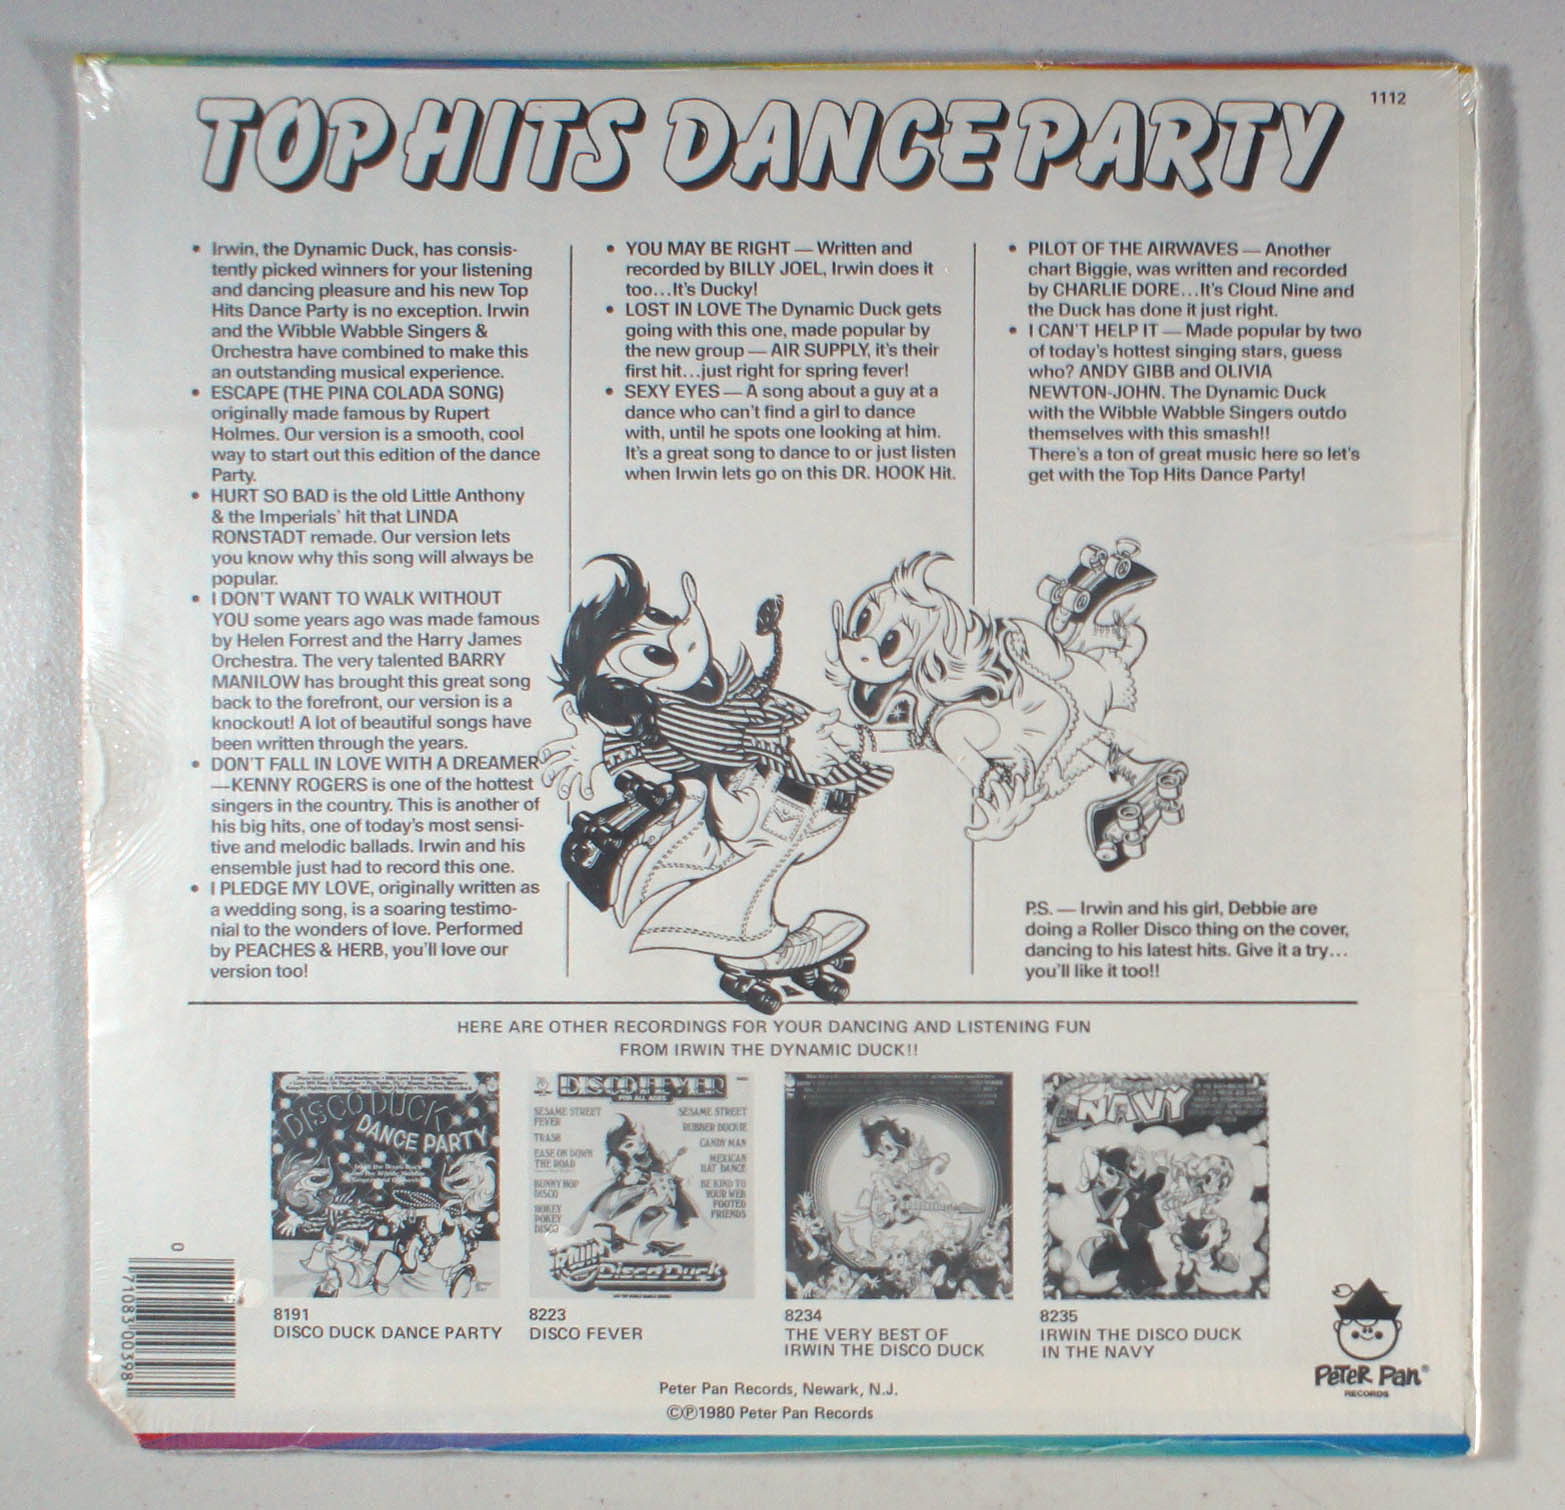 TOP HITS DANCE PARTY
1112
• Irwin, the Dynamic Duck, has consis-
tently picked winners for your listening
and dancing pleasure and his new Top
Hits Dance Party is no exception. Irwin
and the Wibble Wabble Singers &
Orchestra have combined to make this
an outstanding musical experience.
• ESCAPE (THE PINA COLADA SONG)
originally made famous by Rupert
Holmes. Our version is a smooth, cool
way to start out this edition of the dance
Party.
• HURT SO BAD is the old Little Anthony
& the Imperials' hit that LINDA
RONSTADT remade. Our version lets
you know why this song will always be
popular.
• I DON'T WANT TO WALK WITHOUT
YOU some years ago was made famous
by Helen Forrest and the Harry James
Orchestra. The very talented BARRY
MANILOW has brought this great song
back to the forefront, our version is a
knockout! A lot of beautiful songs have
been written through the years.
• DON'T FALL IN LOVE WITH A DREAMER
—KENNY ROGERS is one of the hottest
singers in the country. This is another of
his big hits, one of today's most sensi-
tive and melodic ballads. Irwin and his
ensemble just had to record this one.
• I PLEDGE MY LOVE, originally written as
a wedding song, is a soaring testimo-
nial to the wonders of love. Performed
by PEACHES & HERB, you'll love our
version too!
• YOU MAY BE RIGHT — Written and
recorded by BILLY JOEL, Irwin does it
too...It's Ducky!
• LOST IN LOVE The Dynamic Duck gets
going with this one, made popular by
the new group — AIR SUPPLY, it's their
first hit...just right for spring fever!
• SEXY EYES — A song about a guy at a
dance who can't find a girl to dance
with, until he spots one looking at him.
It's a great song to dance to or just listen
when Irwin lets go on this DR. HOOK Hit.
• PILOT OF THE AIRWAVES — Another
chart Biggie, was written and recorded
by CHARLIE DORE...It's Cloud Nine and
the Duck has done it just right.
• I CAN'T HELP IT — Made popular by two
of today's hottest singing stars, guess
who? ANDY GIBB and OLIVIA
NEWTON-JOHN. The Dynamic Duck
with the Wibble Wabble Singers outdo
themselves with this smash!!
There's a ton of great music here so let's
get with the Top Hits Dance Party!
P.S. — Irwin and his girl, Debbie are
doing a Roller Disco thing on the cover,
dancing to his latest hits. Give it a try...
you'll like it too!!
HERE ARE OTHER RECORDINGS FOR YOUR DANCING AND LISTENING FUN
FROM IRWIN THE DYNAMIC DUCK!!
DISCO DUCK
DANCE PARTY
DISCO FEVER
FOR ALL AGES
SESAME STREET
FEVER
TRASH
EASE ON DOWN
THE ROAD
BUNNY HOP
DISCO
HOKEY
POKEY
DISCO
SESAME STREET
RUBBER DUCKIE
CANDY MAN
MEXICAN
HAT DANCE
BE KIND TO
YOUR WEB
FOOTED
FRIENDS
IRWIN
THE
Disco Duck
NAVY
8191
DISCO DUCK DANCE PARTY
8223
DISCO FEVER
8234
THE VERY BEST OF
IRWIN THE DISCO DUCK
8235
IRWIN THE DISCO DUCK
IN THE NAVY
0 71083 00398
PETER Pan®
RECORDS
Peter Pan Records, Newark, N.J.
©℗1980 Peter Pan Records